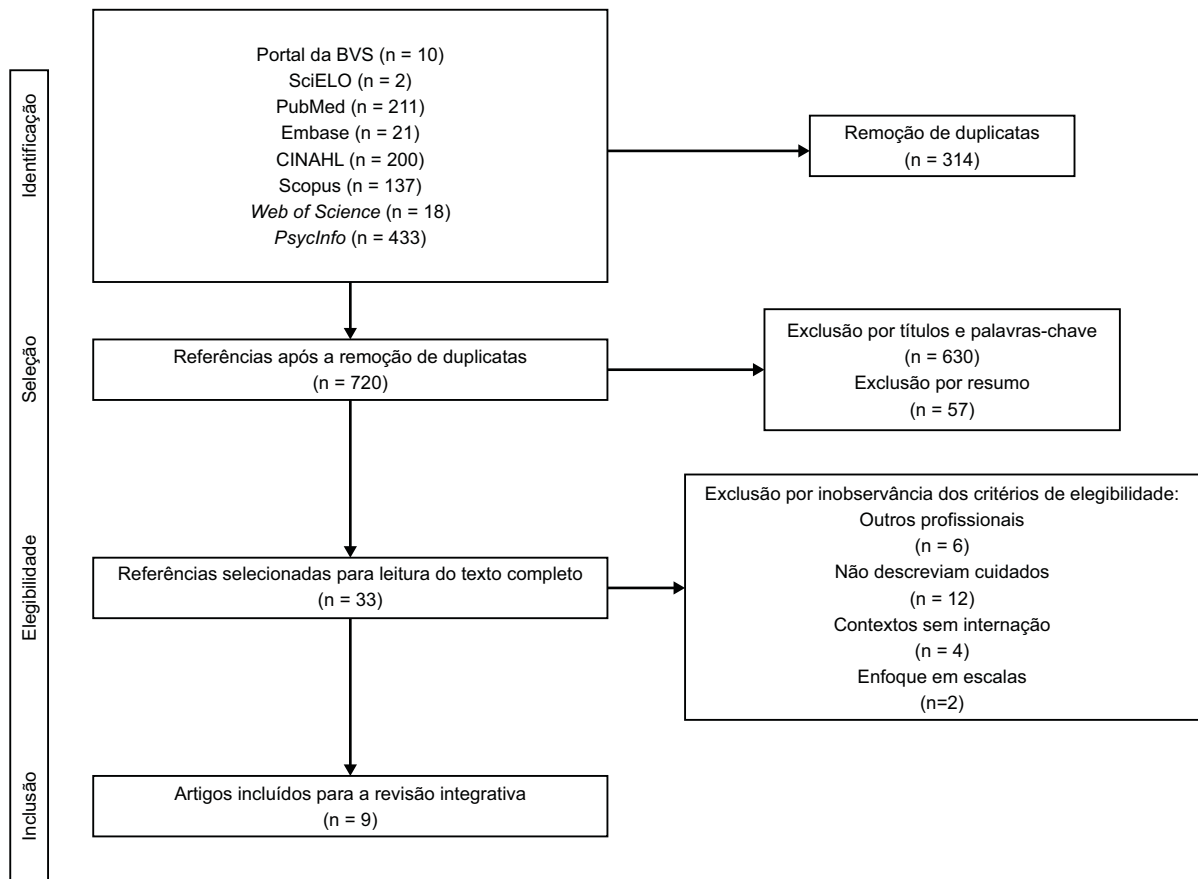 Identificação
Portal da BVS (n = 10)
SciELO (n = 2)
PubMed (n = 211)
Embase (n = 21)
CINAHL (n = 200)
Scopus (n = 137)
Web of Science (n = 18)
PsycInfo (n = 433)
Remoção de duplicatas
(n = 314)
Seleção
Referências após a remoção de duplicatas
(n = 720)
Exclusão por títulos e palavras-chave
(n = 630)
Exclusão por resumo
(n = 57)
Elegibilidade
Referências selecionadas para leitura do texto completo
(n = 33)
Exclusão por inobservância dos critérios de elegibilidade:
Outros profissionais
(n = 6)
Não descreviam cuidados
(n = 12)
Contextos sem internação
(n = 4)
Enfoque em escalas
(n=2)
Inclusão
Artigos incluídos para a revisão integrativa
(n = 9)